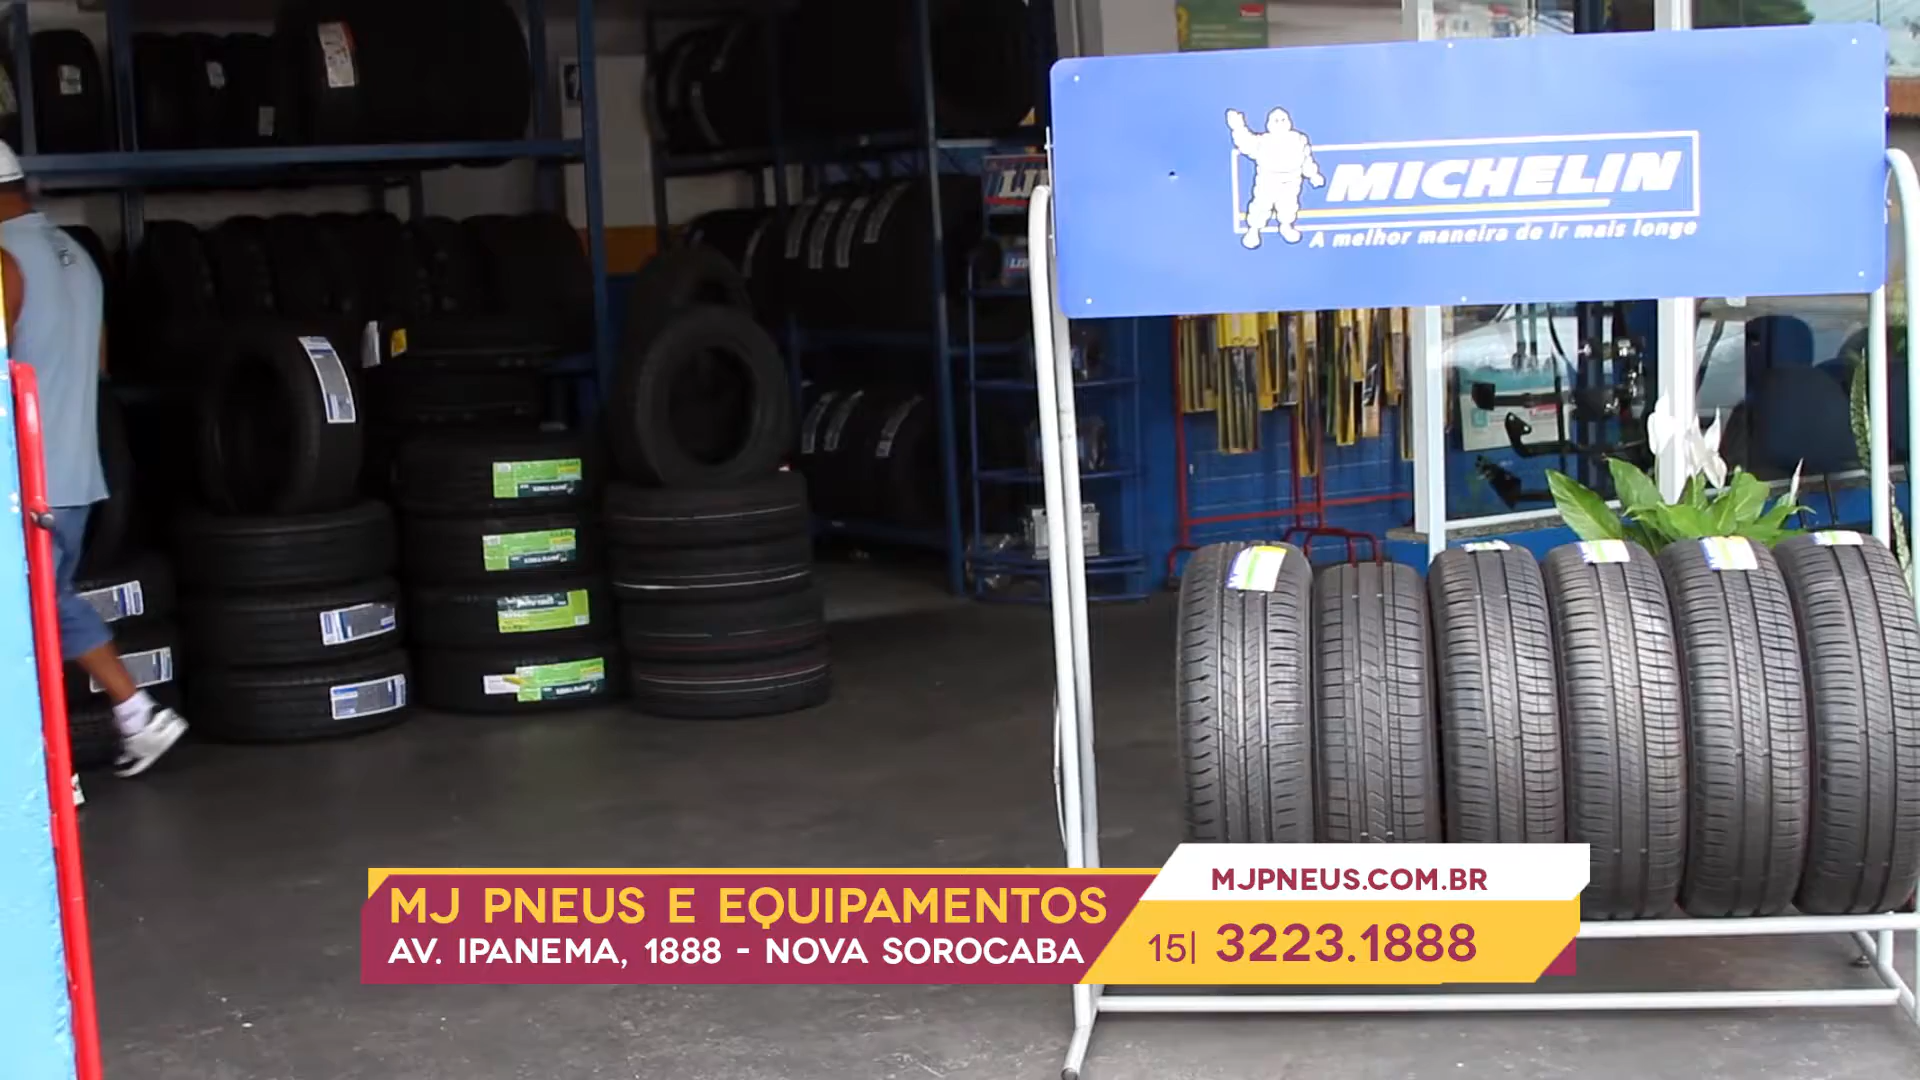 MICHELIN
A melhor maneira de ir mais longe
MJPNEUS.COM.BR
MJ PNEUS E EQUIPAMENTOS
AV. IPANEMA, 1888 - NOVA SOROCABA
15| 3223.1888